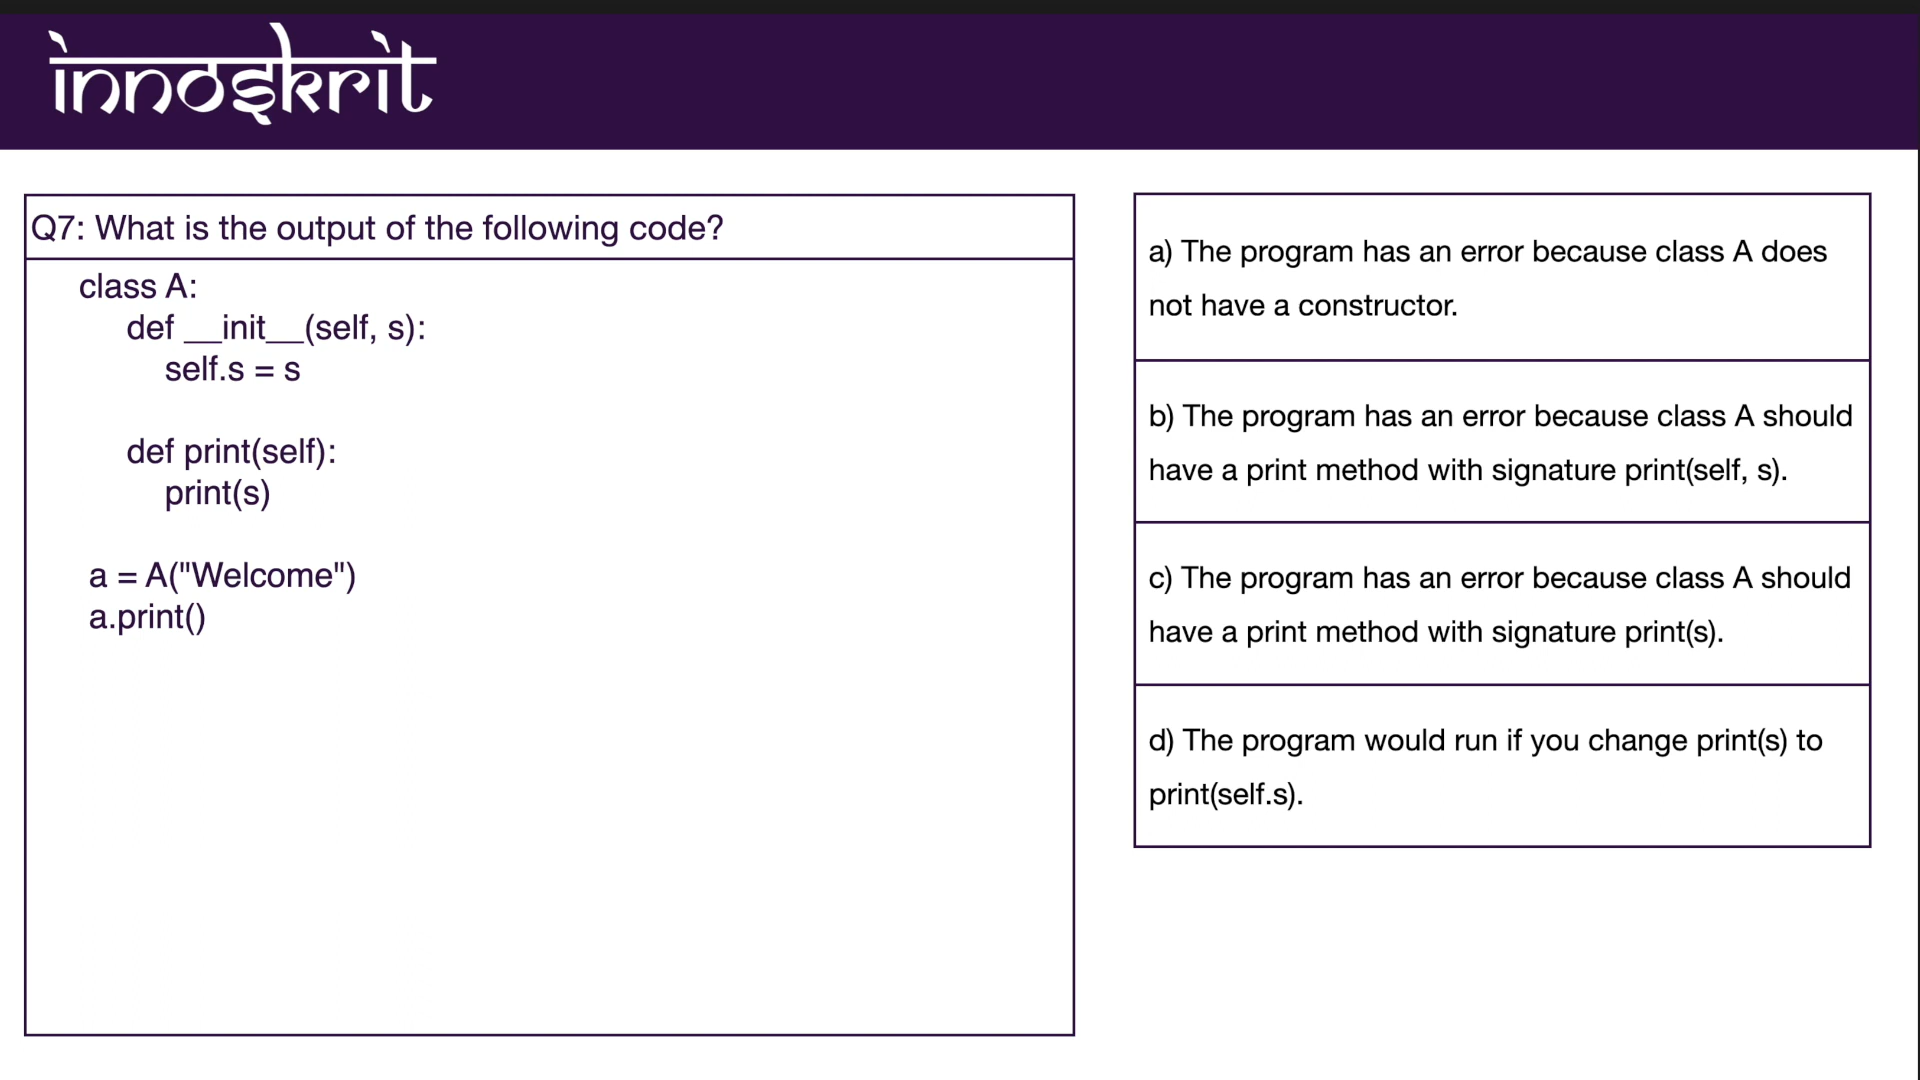 innoskrit
Q7: What is the output of the following code?
class A:
def __init__(self, s):
self.s = s
def print(self):
print(s)
a = A("Welcome")
a.print()
a) The program has an error because class A does
not have a constructor.
b) The program has an error because class A should
have a print method with signature print(self, s).
c) The program has an error because class A should
have a print method with signature print(s).
d) The program would run if you change print(s) to
print(self.s).